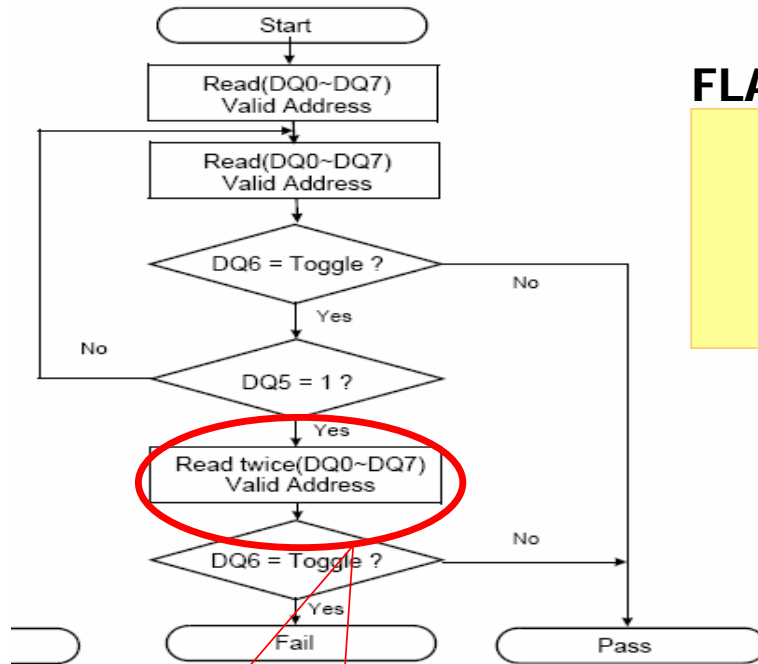 Start
Read(DQ0~DQ7)
Valid Address
FLA
Read(DQ0~DQ7)
Valid Address
DQ6 = Toggle ?
No
Yes
No
DQ5 = 1 ?
Yes
Read twice(DQ0~DQ7)
Valid Address
DQ6 = Toggle ?
No
Yes
Fail
Pass